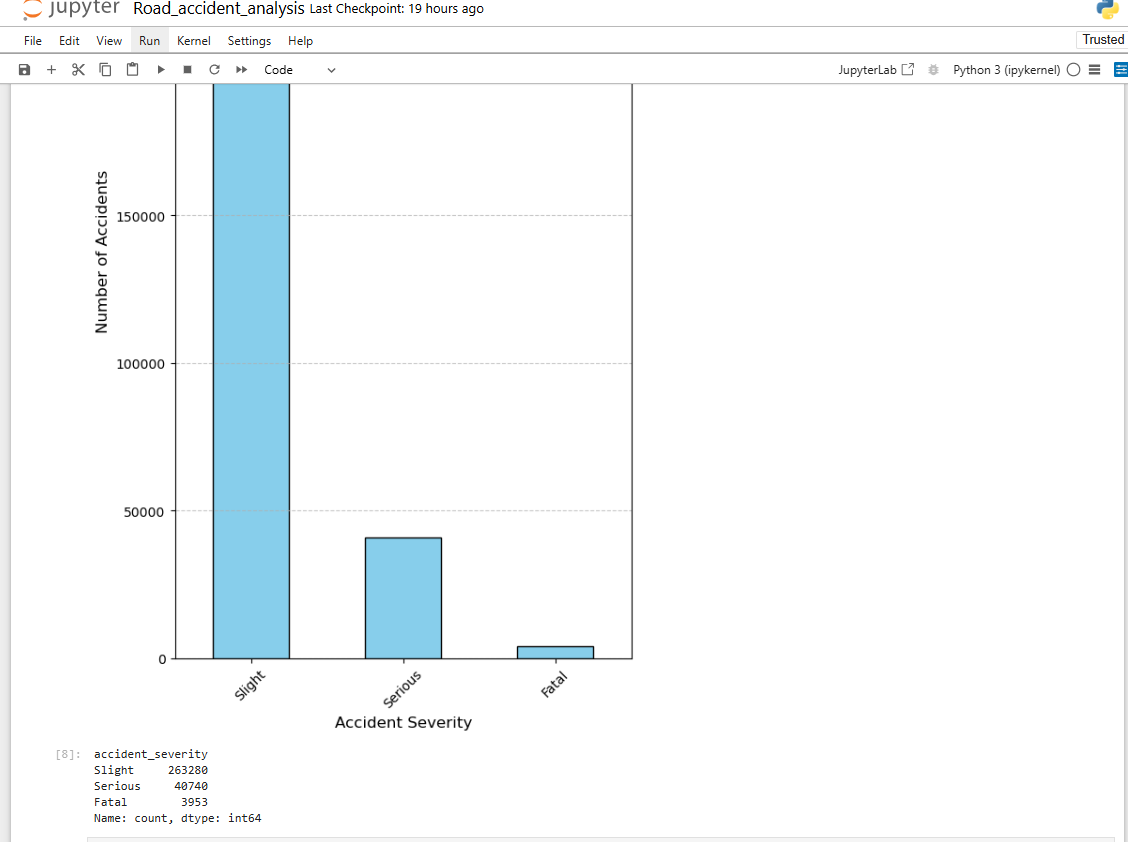 jupyter Road_accident_analysis Last Checkpoint: 19 hours ago
File Edit View Run Kernel Settings Help
Trusted
Code
JupyterLab
Python 3 (ipykernel)
Number of Accidents
150000
100000
50000
0
Slight
Serious
Fatal
Accident Severity
[8]: accident_severity
Slight 263280
Serious 40740
Fatal 3953
Name: count, dtype: int64